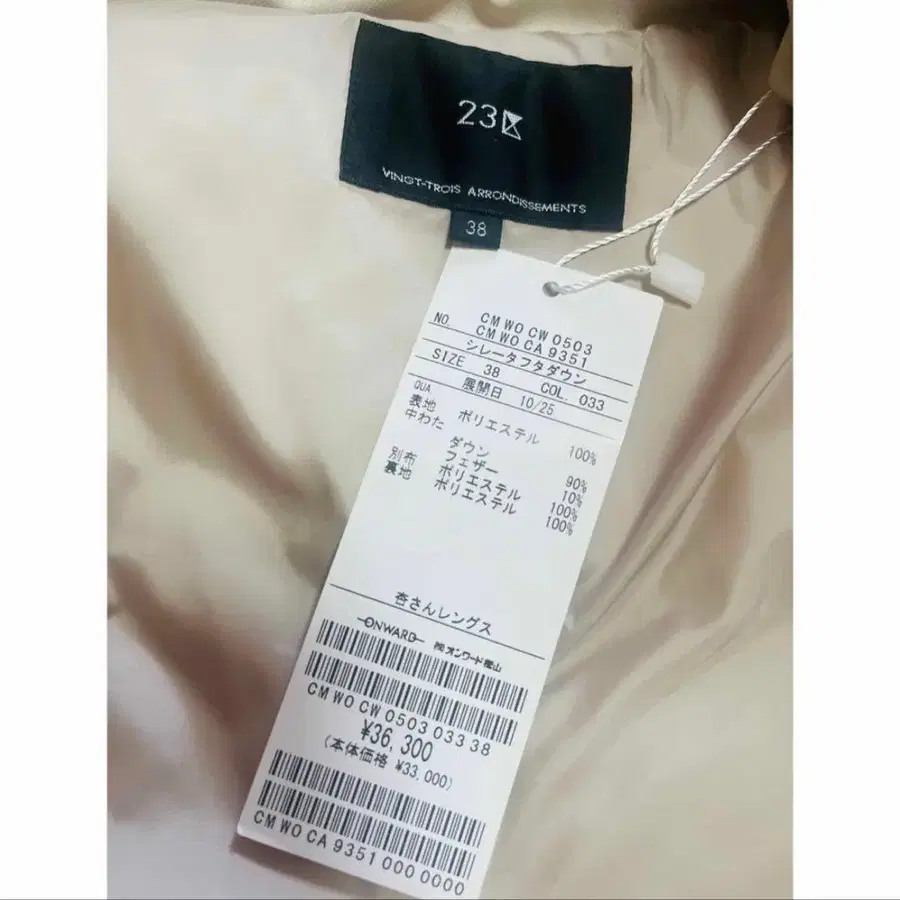 23区
VINGT-TROIS ARRONDISSEMENTS
38
NO. CM WO CW 0503
CM WO CA 9351
シレータフタダウン
SIZE 38 COL. 033
展開日 10/25
QUA
表地 ポリエステル 100%
中わた ダウン 90%
フェザー 10%
別布 ポリエステル 100%
裏地 ポリエステル 100%
杏さんレングス
ONWARD ㈱オンワード樫山
CM WO CW 0503 033 38
¥36,300
(本体価格 ¥33,000)
CM WO CA 9351 000 0000